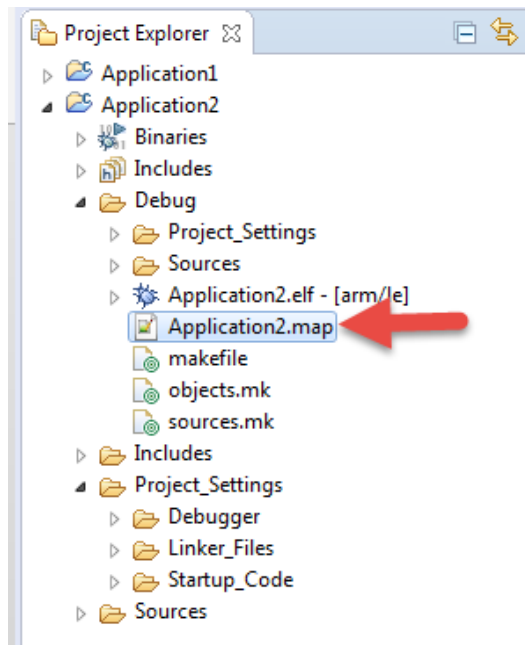 Project Explorer
Application1
Application2
Binaries
Includes
Debug
Project_Settings
Sources
Application2.elf - [arm/le]
Application2.map
makefile
objects.mk
sources.mk
Includes
Project_Settings
Debugger
Linker_Files
Startup_Code
Sources